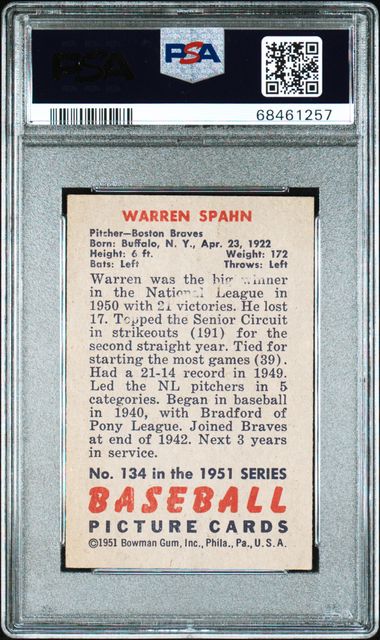 PSA
PSA
68461257
WARREN SPAHN
Pitcher-Boston Braves
Born: Buffalo, N. Y., Apr. 23, 1922
Height: 6 ft. Weight: 172
Bats: Left Throws: Left
Warren was the big winner
in the National League in
1950 with 21 victories. He lost
17. Topped the Senior Circuit
in strikeouts (191) for the
second straight year. Tied for
starting the most games (39).
Had a 21-14 record in 1949.
Led the NL pitchers in 5
categories. Began in baseball
in 1940, with Bradford of
Pony League. Joined Braves
at end of 1942. Next 3 years
in service.
No. 134 in the 1951 SERIES
BASEBALL
PICTURE CARDS
©1951 Bowman Gum, Inc., Phila., Pa., U.S.A.